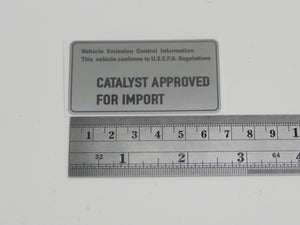 Vehicle Emission Control Information
This vehicle conforms to U.S.E.P.A. Regulations
CATALYST APPROVED
FOR IMPORT
1 2 3 4 5 6 7 8 9
32 1 2 3 64